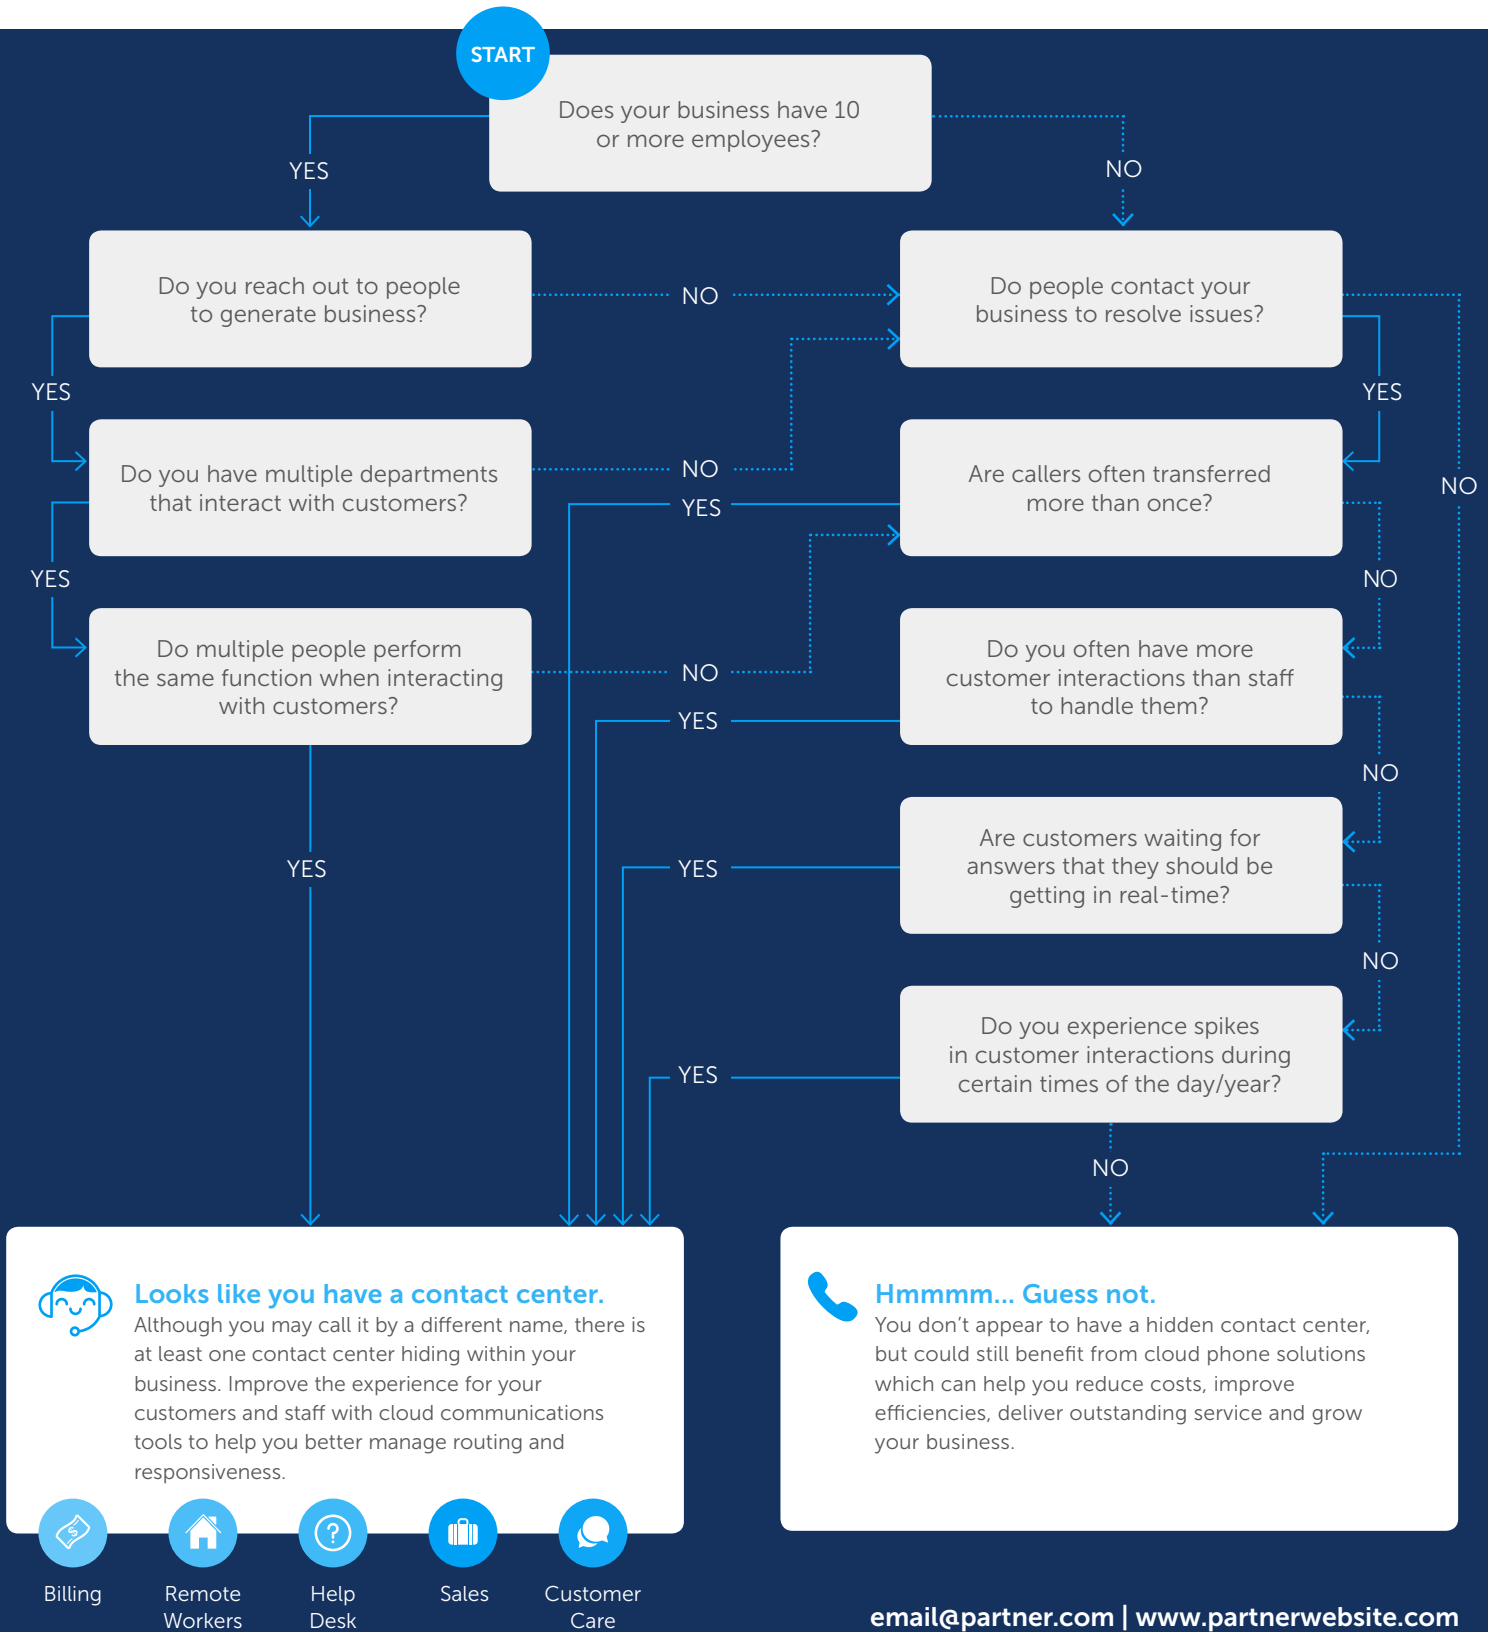 START
Does your business have 10
or more employees?
YES
NO
Do you reach out to people
to generate business?
NO
Do people contact your
business to resolve issues?
YES
YES
Do you have multiple departments
that interact with customers?
NO
YES
Are callers often transferred
more than once?
NO
YES
NO
Do multiple people perform
the same function when interacting
with customers?
NO
YES
Do you often have more
customer interactions than staff
to handle them?
NO
YES
YES
Are customers waiting for
answers that they should be
getting in real-time?
NO
YES
Do you experience spikes
in customer interactions during
certain times of the day/year?
NO
Looks like you have a contact center.
Although you may call it by a different name, there is
at least one contact center hiding within your
business. Improve the experience for your
customers and staff with cloud communications
tools to help you better manage routing and
responsiveness.
Hmmmm... Guess not.
You don’t appear to have a hidden contact center,
but could still benefit from cloud phone solutions
which can help you reduce costs, improve
efficiencies, deliver outstanding service and grow
your business.
$
?
Billing
Remote
Workers
Help
Desk
Sales
Customer
Care
email@partner.com | www.partnerwebsite.com